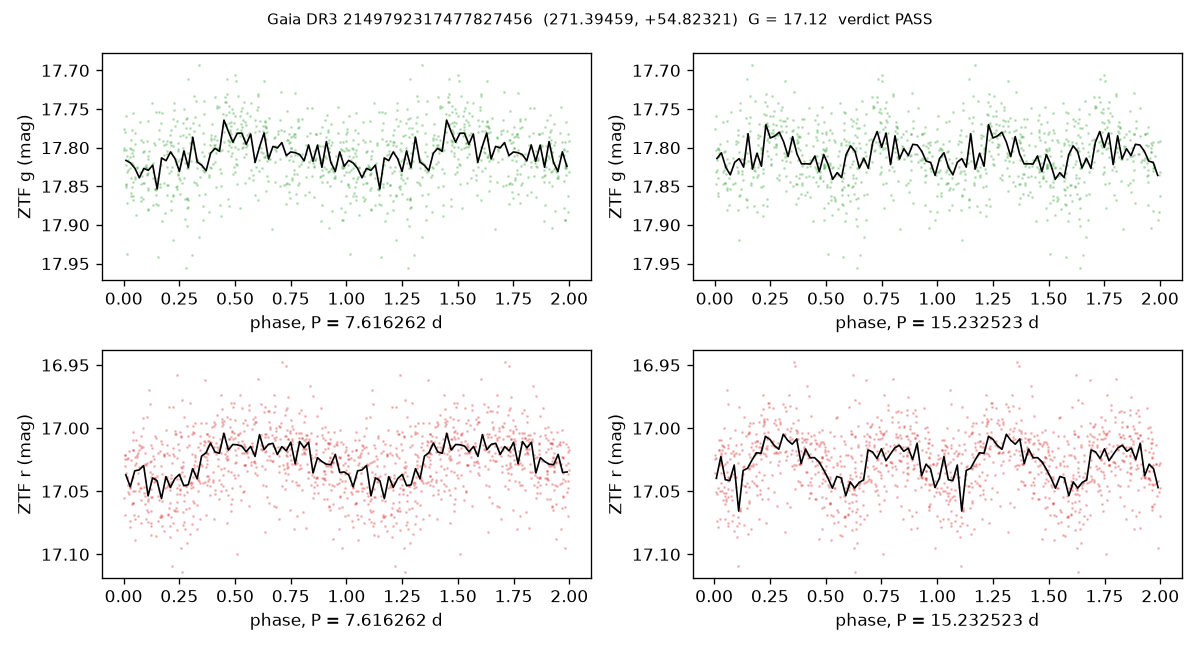 Gaia DR3 2149792317477827456  (271.39459, +54.82321)  G = 17.12  verdict PASS
ZTF g (mag)
17.70
17.75
17.80
17.85
17.90
17.95
0.00 0.25 0.50 0.75 1.00 1.25 1.50 1.75 2.00
phase, P = 7.616262 d
ZTF g (mag)
17.70
17.75
17.80
17.85
17.90
17.95
0.00 0.25 0.50 0.75 1.00 1.25 1.50 1.75 2.00
phase, P = 15.232523 d
ZTF r (mag)
16.95
17.00
17.05
17.10
0.00 0.25 0.50 0.75 1.00 1.25 1.50 1.75 2.00
phase, P = 7.616262 d
ZTF r (mag)
16.95
17.00
17.05
17.10
0.00 0.25 0.50 0.75 1.00 1.25 1.50 1.75 2.00
phase, P = 15.232523 d